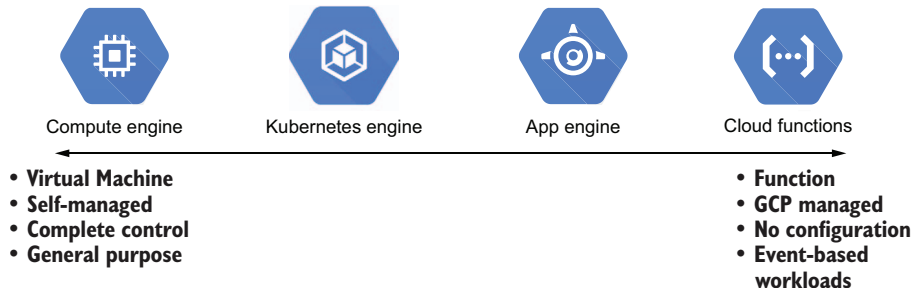 Compute engine
Kubernetes engine
App engine
Cloud functions
• Virtual Machine
• Self-managed
• Complete control
• General purpose
• Function
• GCP managed
• No configuration
• Event-based
workloads